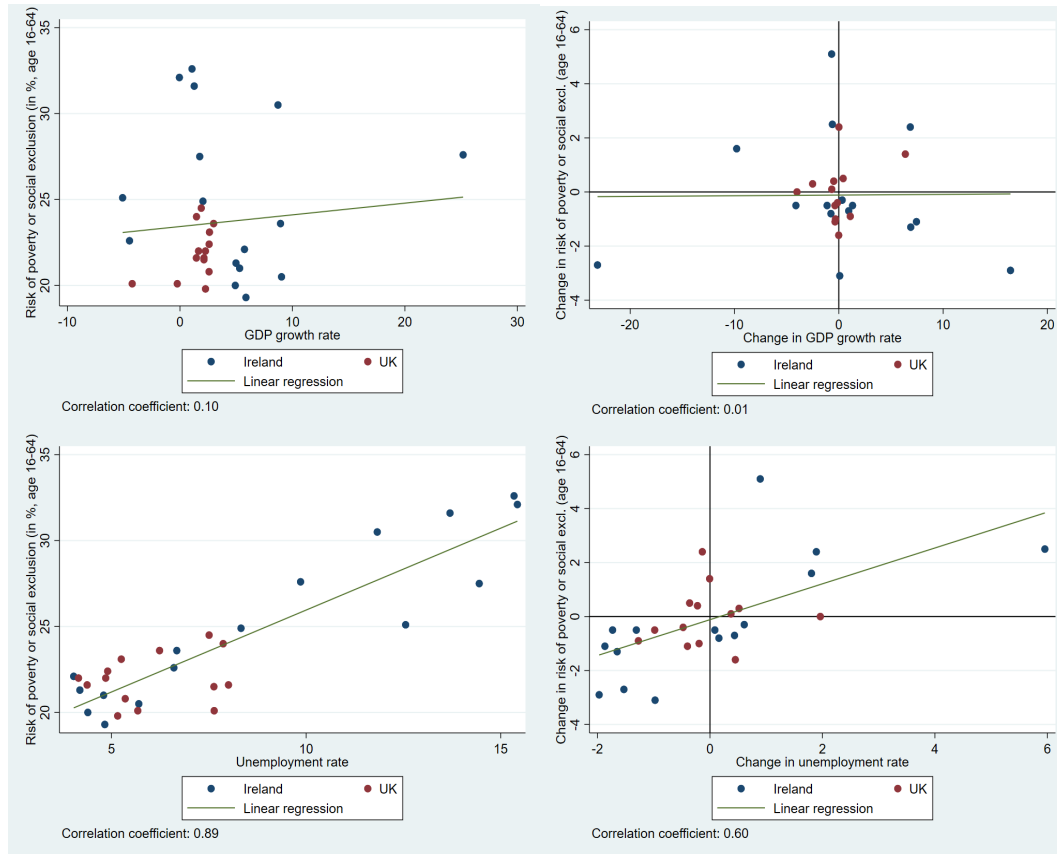 Risk of poverty or social exclusion (in %, age 16-64)
35
30
25
20
-10 0 10 20 30
GDP growth rate
Ireland UK
Linear regression
Correlation coefficient: 0.10
Change in risk of poverty or social excl. (age 16-64)
6
4
2
0
-2
-4
-20 -10 0 10 20
Change in GDP growth rate
Ireland UK
Linear regression
Correlation coefficient: 0.01
Risk of poverty or social exclusion (in %, age 16-64)
35
30
25
20
5 10 15
Unemployment rate
Ireland UK
Linear regression
Correlation coefficient: 0.89
Change in risk of poverty or social excl. (age 16-64)
6
4
2
0
-2
-4
-2 0 2 4 6
Change in unemployment rate
Ireland UK
Linear regression
Correlation coefficient: 0.60